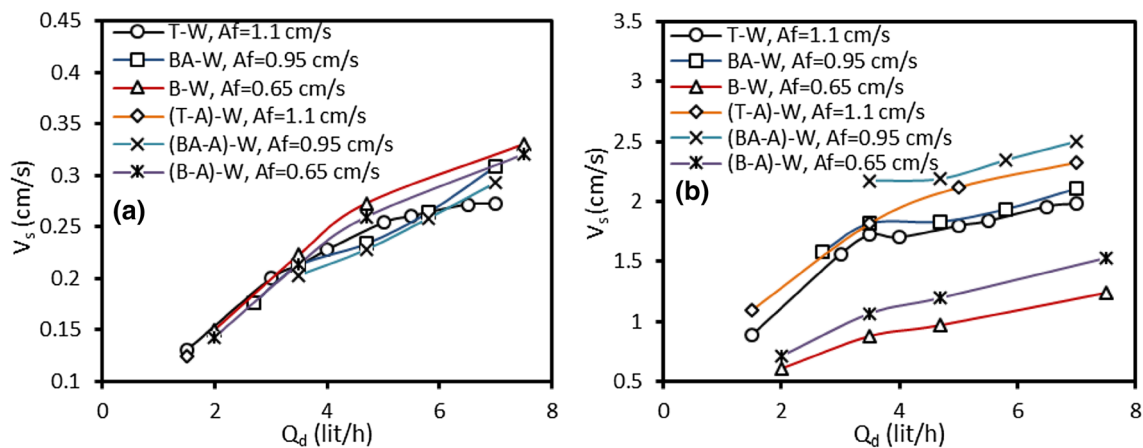 (a)
0.45
0.4
0.35
0.3
0.25
0.2
0.15
0.1
V_s (cm/s)
T-W, Af=1.1 cm/s
BA-W, Af=0.95 cm/s
B-W, Af=0.65 cm/s
(T-A)-W, Af=1.1 cm/s
(BA-A)-W, Af=0.95 cm/s
(B-A)-W, Af=0.65 cm/s
0 2 4 6 8
Q_d (lit/h)
(b)
3.5
3
2.5
2
1.5
1
0.5
V_s (cm/s)
T-W, Af=1.1 cm/s
BA-W, Af=0.95 cm/s
B-W, Af=0.65 cm/s
(T-A)-W, Af=1.1 cm/s
(BA-A)-W, Af=0.95 cm/s
(B-A)-W, Af=0.65 cm/s
0 2 4 6 8
Q_d (lit/h)